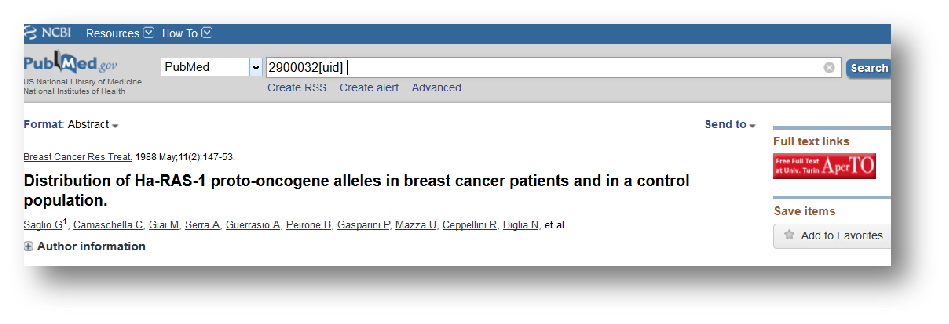 NCBI Resources How To
PubMed.gov
US National Library of Medicine
National Institutes of Health
PubMed
2900032[uid]
Search
Create RSS Create alert Advanced
Format: Abstract
Send to
Breast Cancer Res Treat. 1988 May;11(2):147-53.
Distribution of Ha-RAS-1 proto-oncogene alleles in breast cancer patients and in a control
population.
Saglio G1, Camaschella C, Giai M, Serra A, Guerrasio A, Peirone B, Gasparini P, Mazza U, Ceppellini R, Biglia N, et al
Author information
Full text links
Free Full Text
at Univ. Turin AperTO
Save items
Add to Favorites